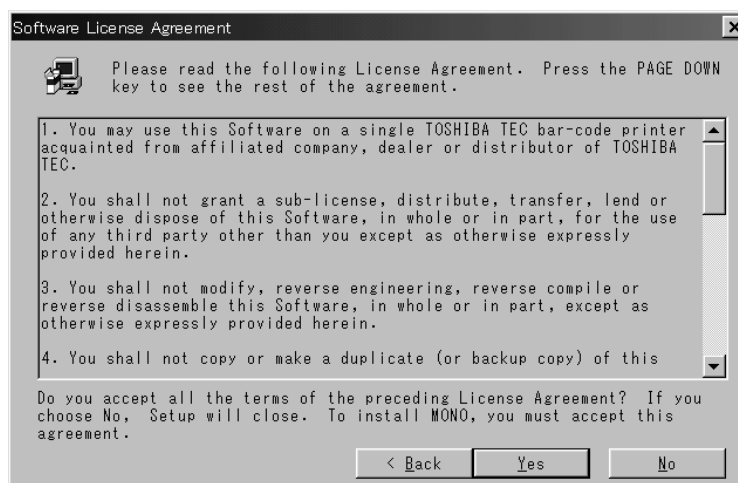 Software License Agreement
Please read the following License Agreement. Press the PAGE DOWN
key to see the rest of the agreement.
1. You may use this Software on a single TOSHIBA TEC bar-code printer
acquainted from affiliated company, dealer or distributor of TOSHIBA
TEC.
2. You shall not grant a sub-license, distribute, transfer, lend or
otherwise dispose of this Software, in whole or in part, for the use
of any third party other than you except as otherwise expressly
provided herein.
3. You shall not modify, reverse engineering, reverse compile or
reverse disassemble this Software, in whole or in part, except as
otherwise expressly provided herein.
4. You shall not copy or make a duplicate (or backup copy) of this
Do you accept all the terms of the preceding License Agreement? If you
choose No, Setup will close. To install MONO, you must accept this
agreement.
< Back
Yes
No